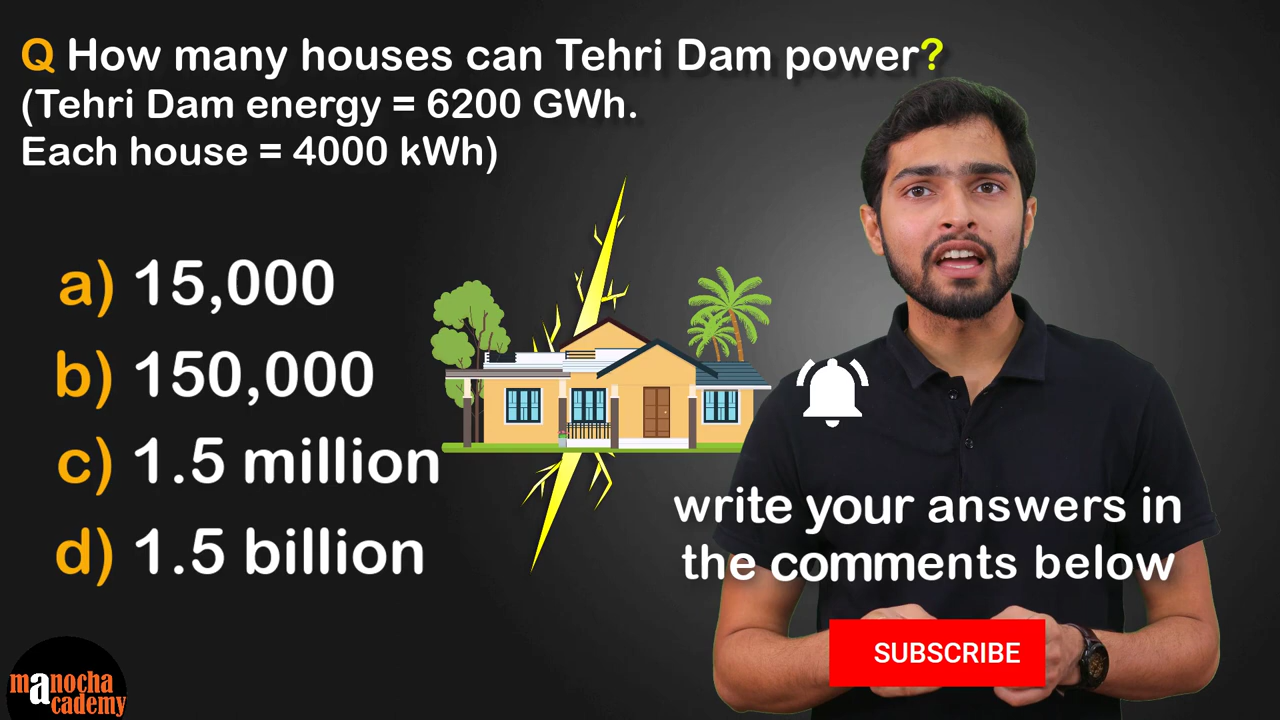 Q How many houses can Tehri Dam power?
(Tehri Dam energy = 6200 GWh.
Each house = 4000 kWh)
a) 15,000
b) 150,000
c) 1.5 million
d) 1.5 billion
write your answers in
the comments below
SUBSCRIBE
manocha
academy